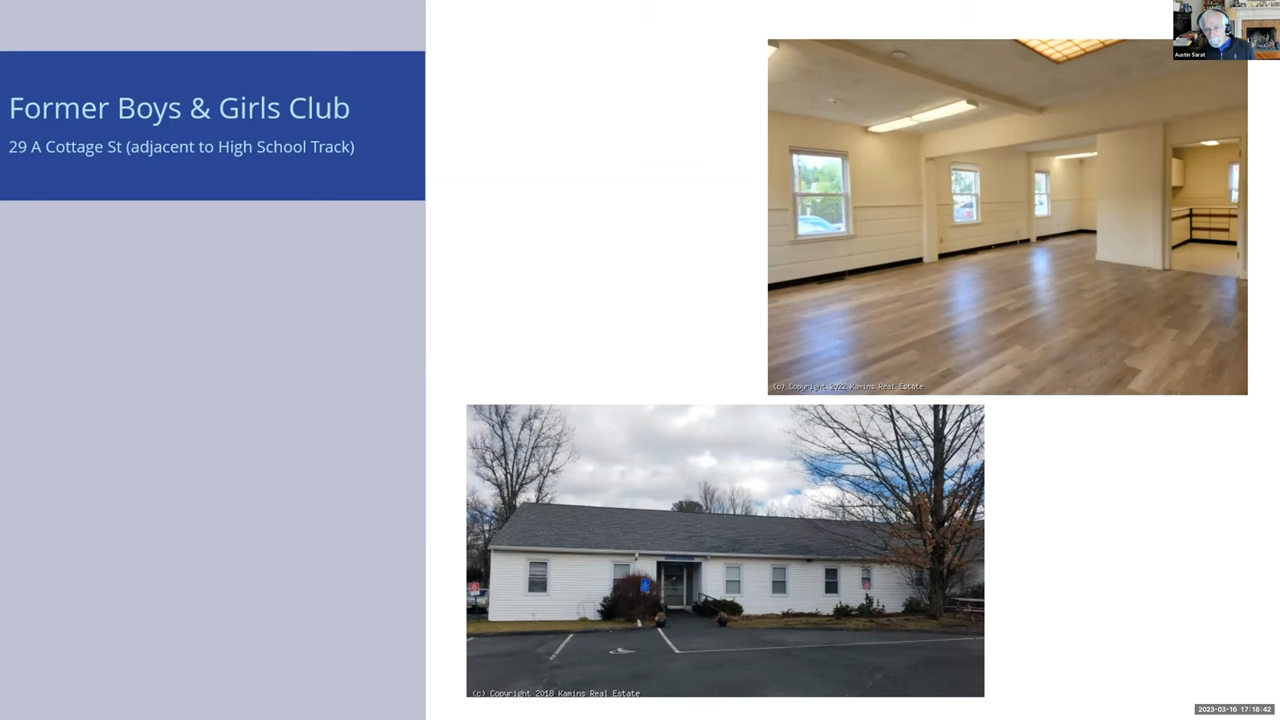 Former Boys & Girls Club
29 A Cottage St (adjacent to High School Track)
Austin Sarat
(c) Copyright 2022 Kamins Real Estate
(c) Copyright 2018 Kamins Real Estate
2023-03-16 17:18:42